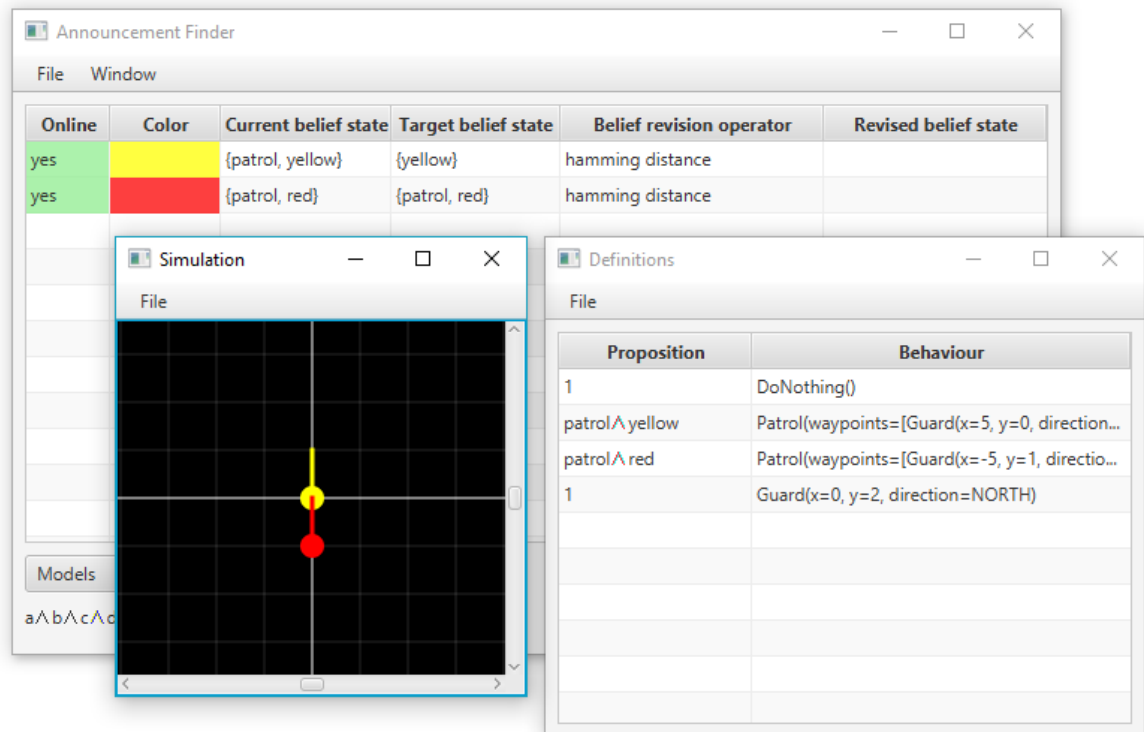 Announcement Finder
File Window
Online Color Current belief state Target belief state Belief revision operator Revised belief state
yes {patrol, yellow} {yellow} hamming distance
yes {patrol, red} {patrol, red} hamming distance
Simulation
File
Definitions
File
Proposition Behaviour
1 DoNothing()
patrol∧yellow Patrol(waypoints=[Guard(x=5, y=0, direction...
patrol∧red Patrol(waypoints=[Guard(x=-5, y=1, directio...
1 Guard(x=0, y=2, direction=NORTH)
Models
a∧b∧c∧